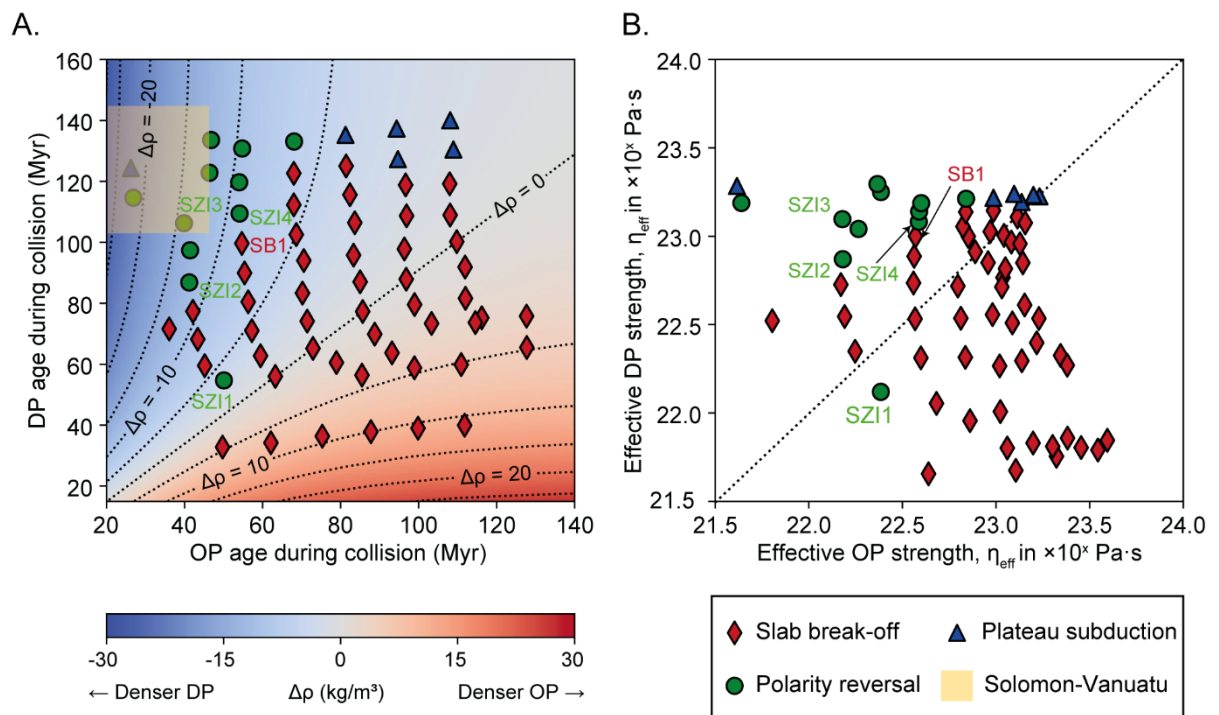 A.
B.
160
140
120
100
80
60
40
20
DP age during collision (Myr)
Δρ = -20
Δρ = -10
Δρ = 0
Δρ = 10
Δρ = 20
SZI3
SZI4
SB1
SZI2
SZI1
20 40 60 80 100 120 140
OP age during collision (Myr)
24.0
23.5
23.0
22.5
22.0
21.5
Effective DP strength, ηeff in ×10ˣ Pa·s
SB1
SZI3
SZI2
SZI4
SZI1
21.5 22.0 22.5 23.0 23.5 24.0
Effective OP strength, ηeff in ×10ˣ Pa·s
-30 -15 0 15 30
← Denser DP Δρ (kg/m³) Denser OP →
Slab break-off Plateau subduction
Polarity reversal Solomon-Vanuatu